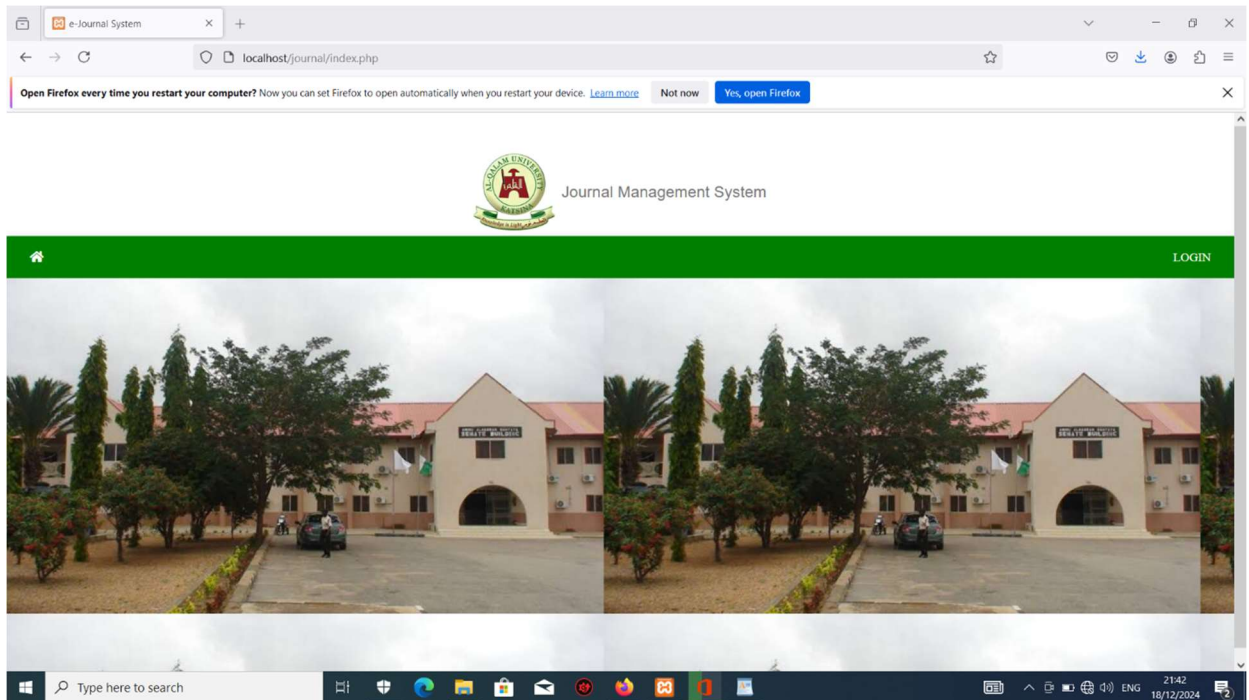 e-Journal System
localhost/journal/index.php
Open Firefox every time you restart your computer? Now you can set Firefox to open automatically when you restart your device. Learn more Not now Yes, open Firefox
AL-QALAM UNIVERSITY
KATSINA
Journal Management System
LOGIN
SENATE BUILDING
SENATE BUILDING
Type here to search
ENG
21:42
18/12/2024
2